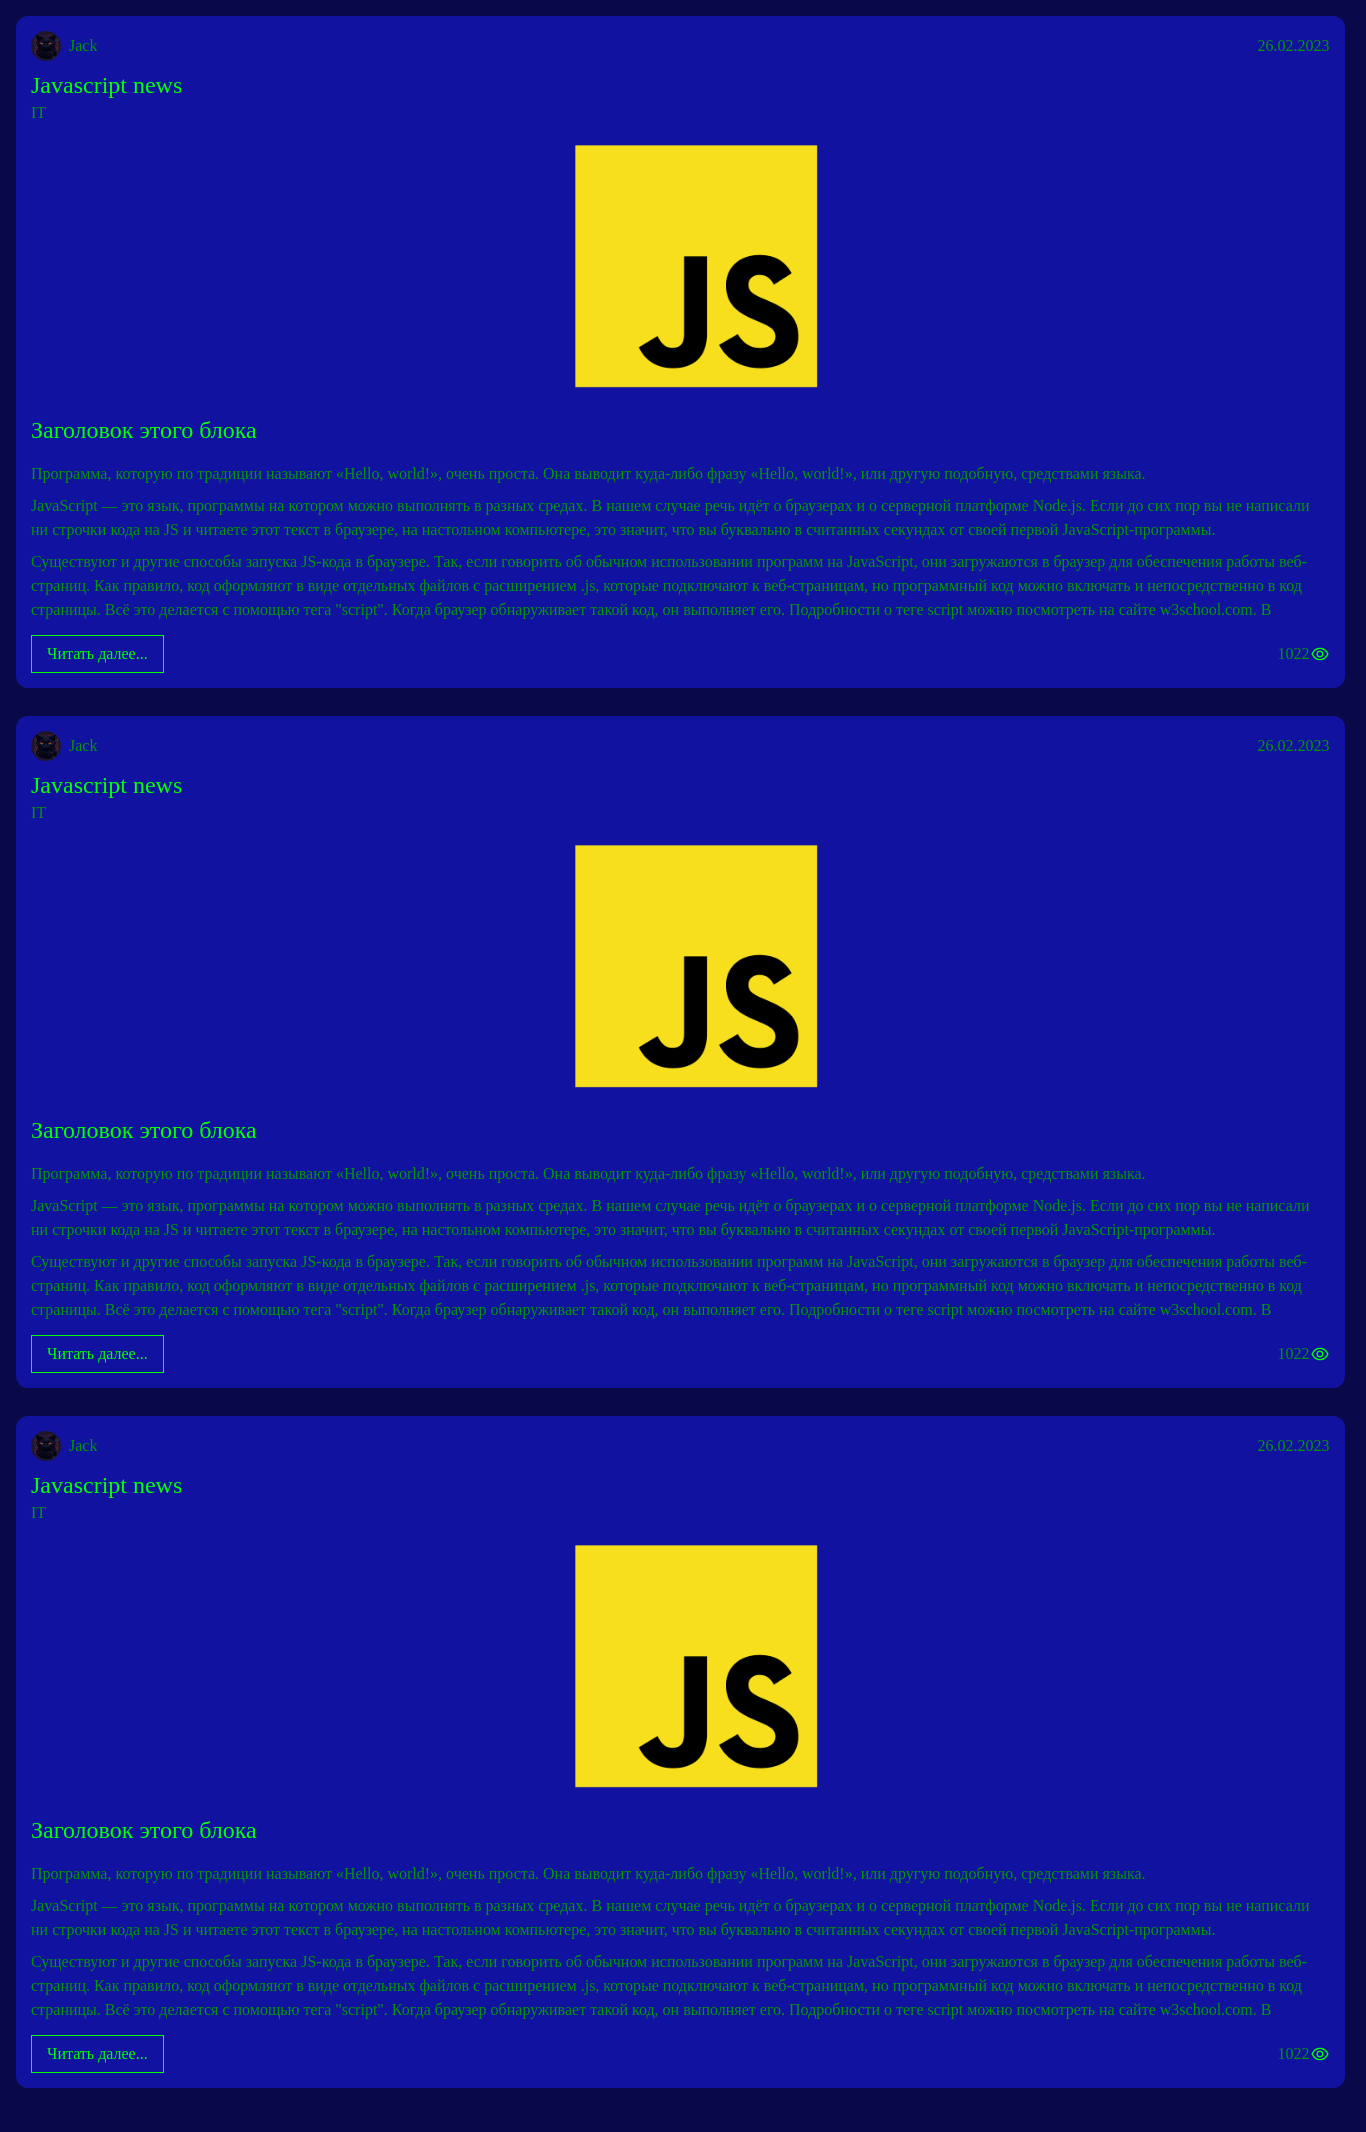 Jack
26.02.2023
Javascript news
IT
JS
Заголовок этого блока
Программа, которую по традиции называют «Hello, world!», очень проста. Она выводит куда-либо фразу «Hello, world!», или другую подобную, средствами языка.
JavaScript — это язык, программы на котором можно выполнять в разных средах. В нашем случае речь идёт о браузерах и о серверной платформе Node.js. Если до сих пор вы не написали
ни строчки кода на JS и читаете этот текст в браузере, на настольном компьютере, это значит, что вы буквально в считанных секундах от своей первой JavaScript-программы.
Существуют и другие способы запуска JS-кода в браузере. Так, если говорить об обычном использовании программ на JavaScript, они загружаются в браузер для обеспечения работы веб-
страниц. Как правило, код оформляют в виде отдельных файлов с расширением .js, которые подключают к веб-страницам, но программный код можно включать и непосредственно в код
страницы. Всё это делается с помощью тега "script". Когда браузер обнаруживает такой код, он выполняет его. Подробности о теге script можно посмотреть на сайте w3school.com. В
Читать далее...
1022
Jack
26.02.2023
Javascript news
IT
JS
Заголовок этого блока
Программа, которую по традиции называют «Hello, world!», очень проста. Она выводит куда-либо фразу «Hello, world!», или другую подобную, средствами языка.
JavaScript — это язык, программы на котором можно выполнять в разных средах. В нашем случае речь идёт о браузерах и о серверной платформе Node.js. Если до сих пор вы не написали
ни строчки кода на JS и читаете этот текст в браузере, на настольном компьютере, это значит, что вы буквально в считанных секундах от своей первой JavaScript-программы.
Существуют и другие способы запуска JS-кода в браузере. Так, если говорить об обычном использовании программ на JavaScript, они загружаются в браузер для обеспечения работы веб-
страниц. Как правило, код оформляют в виде отдельных файлов с расширением .js, которые подключают к веб-страницам, но программный код можно включать и непосредственно в код
страницы. Всё это делается с помощью тега "script". Когда браузер обнаруживает такой код, он выполняет его. Подробности о теге script можно посмотреть на сайте w3school.com. В
Читать далее...
1022
Jack
26.02.2023
Javascript news
IT
JS
Заголовок этого блока
Программа, которую по традиции называют «Hello, world!», очень проста. Она выводит куда-либо фразу «Hello, world!», или другую подобную, средствами языка.
JavaScript — это язык, программы на котором можно выполнять в разных средах. В нашем случае речь идёт о браузерах и о серверной платформе Node.js. Если до сих пор вы не написали
ни строчки кода на JS и читаете этот текст в браузере, на настольном компьютере, это значит, что вы буквально в считанных секундах от своей первой JavaScript-программы.
Существуют и другие способы запуска JS-кода в браузере. Так, если говорить об обычном использовании программ на JavaScript, они загружаются в браузер для обеспечения работы веб-
страниц. Как правило, код оформляют в виде отдельных файлов с расширением .js, которые подключают к веб-страницам, но программный код можно включать и непосредственно в код
страницы. Всё это делается с помощью тега "script". Когда браузер обнаруживает такой код, он выполняет его. Подробности о теге script можно посмотреть на сайте w3school.com. В
Читать далее...
1022